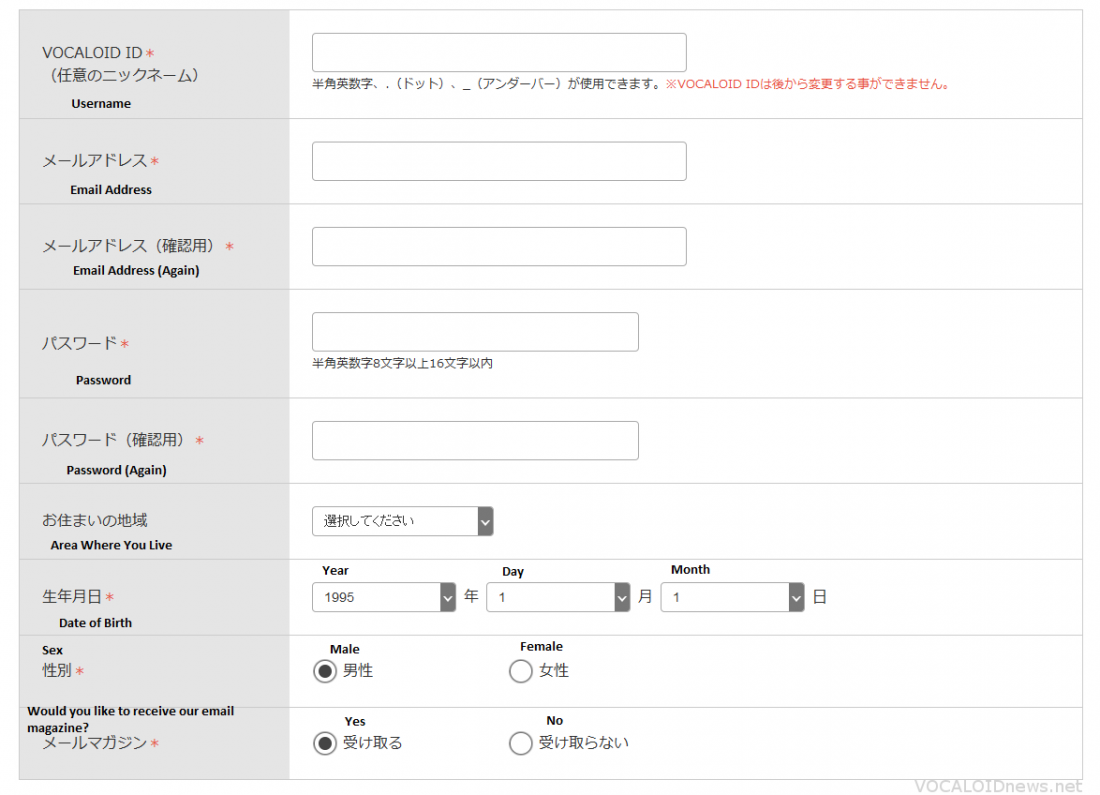 VOCALOID ID*
（任意のニックネーム）
Username
半角英数字、.（ドット）、_（アンダーバー）が使用できます。※VOCALOID IDは後から変更する事ができません。
メールアドレス*
Email Address
メールアドレス（確認用）*
Email Address (Again)
パスワード*
Password
半角英数字8文字以上16文字以内
パスワード（確認用）*
Password (Again)
お住まいの地域
Area Where You Live
選択してください
生年月日*
Date of Birth
Year Day Month
1995 年 1 月 1 日
Sex
性別*
Male Female
男性 女性
Would you like to receive our email
magazine?
メールマガジン*
Yes No
受け取る 受け取らない
VOCALOIDnews.net